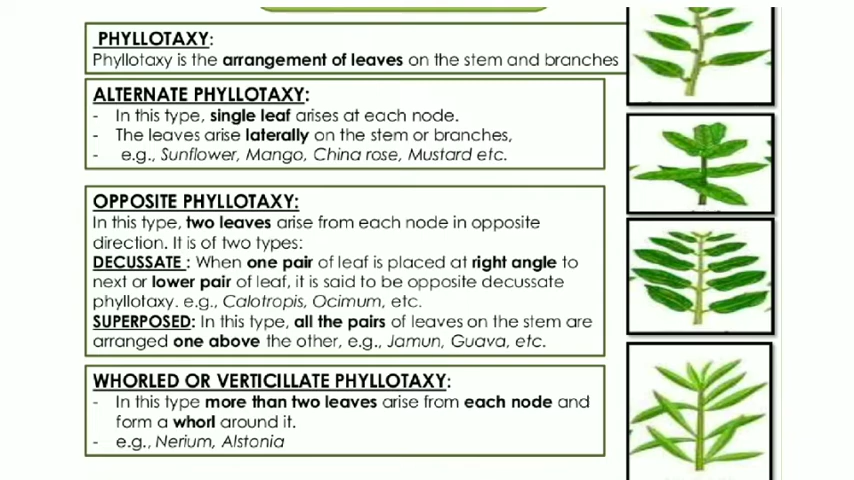 PHYLLOTAXY:
Phyllotaxy is the arrangement of leaves on the stem and branches
ALTERNATE PHYLLOTAXY:
- In this type, single leaf arises at each node.
- The leaves arise laterally on the stem or branches,
- e.g., Sunflower, Mango, China rose, Mustard etc.
OPPOSITE PHYLLOTAXY:
In this type, two leaves arise from each node in opposite
direction. It is of two types:
DECUSSATE : When one pair of leaf is placed at right angle to
next or lower pair of leaf, it is said to be opposite decussate
phyllotaxy. e.g., Calotropis, Ocimum, etc.
SUPERPOSED: In this type, all the pairs of leaves on the stem are
arranged one above the other, e.g., Jamun, Guava, etc.
WHORLED OR VERTICILLATE PHYLLOTAXY:
- In this type more than two leaves arise from each node and
form a whorl around it.
- e.g., Nerium, Alstonia